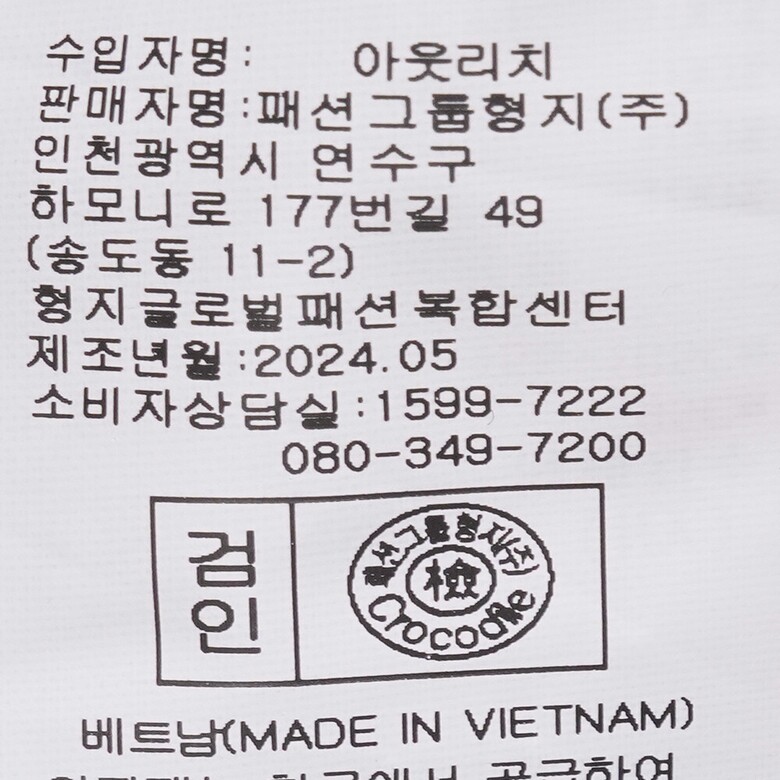 수입자명: 아웃리치
판매자명:패션그룹형지(주)
인천광역시 연수구
하모니로 177번길 49
(송도동 11-2)
형지글로벌패션복합센터
제조년월:2024.05
소비자상담실:1599-7222
080-349-7200
검인
패션그룹형지(주)
檢
Crocodile
베트남(MADE IN VIETNAM)
공급하여